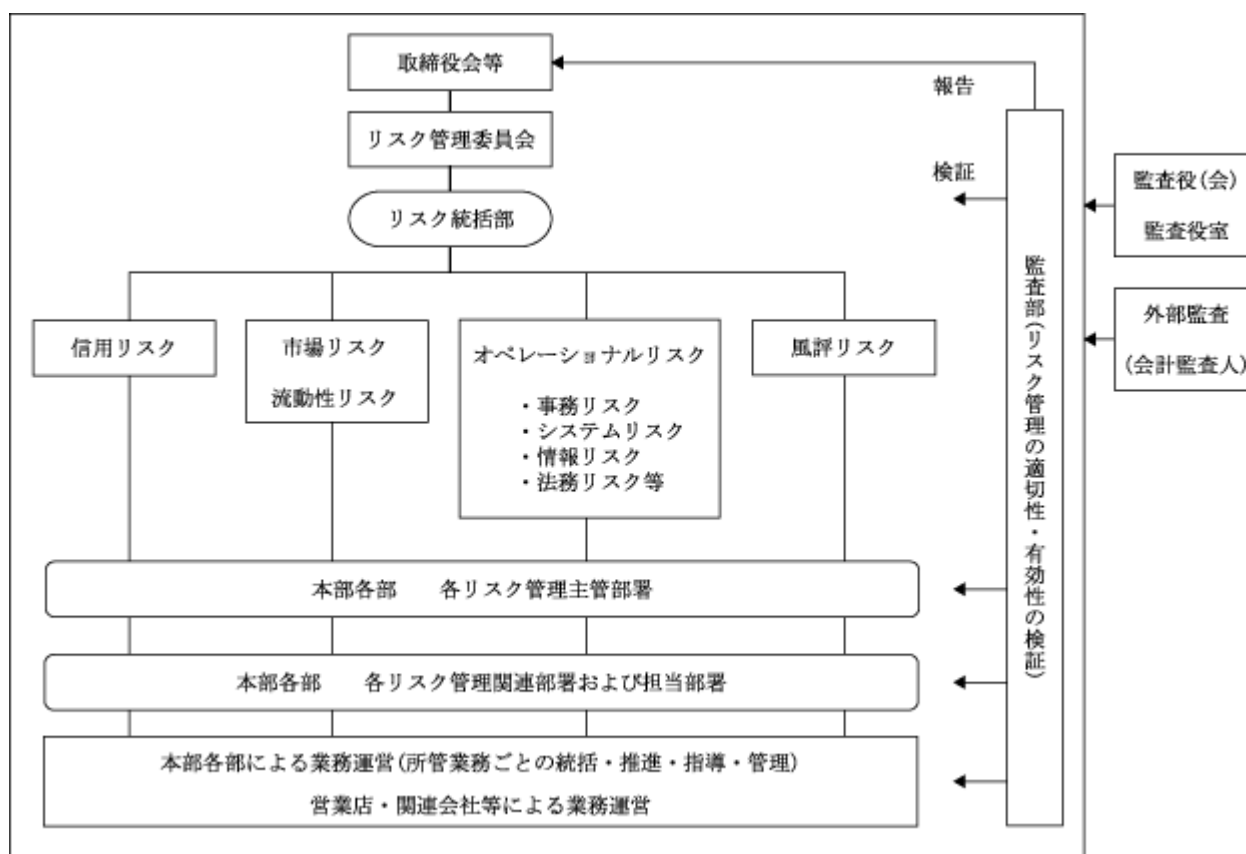 取締役会等
報告
リスク管理委員会
検証
リスク統括部
監査役(会)
監査役室
外部監査
(会計監査人)
信用リスク
市場リスク
流動性リスク
オペレーショナルリスク
・事務リスク
・システムリスク
・情報リスク
・法務リスク等
風評リスク
監査部(リスク管理の適切性・有効性の検証)
本部各部　各リスク管理主管部署
本部各部　各リスク管理関連部署および担当部署
本部各部による業務運営(所管業務ごとの統括・推進・指導・管理)
営業店・関連会社等による業務運営